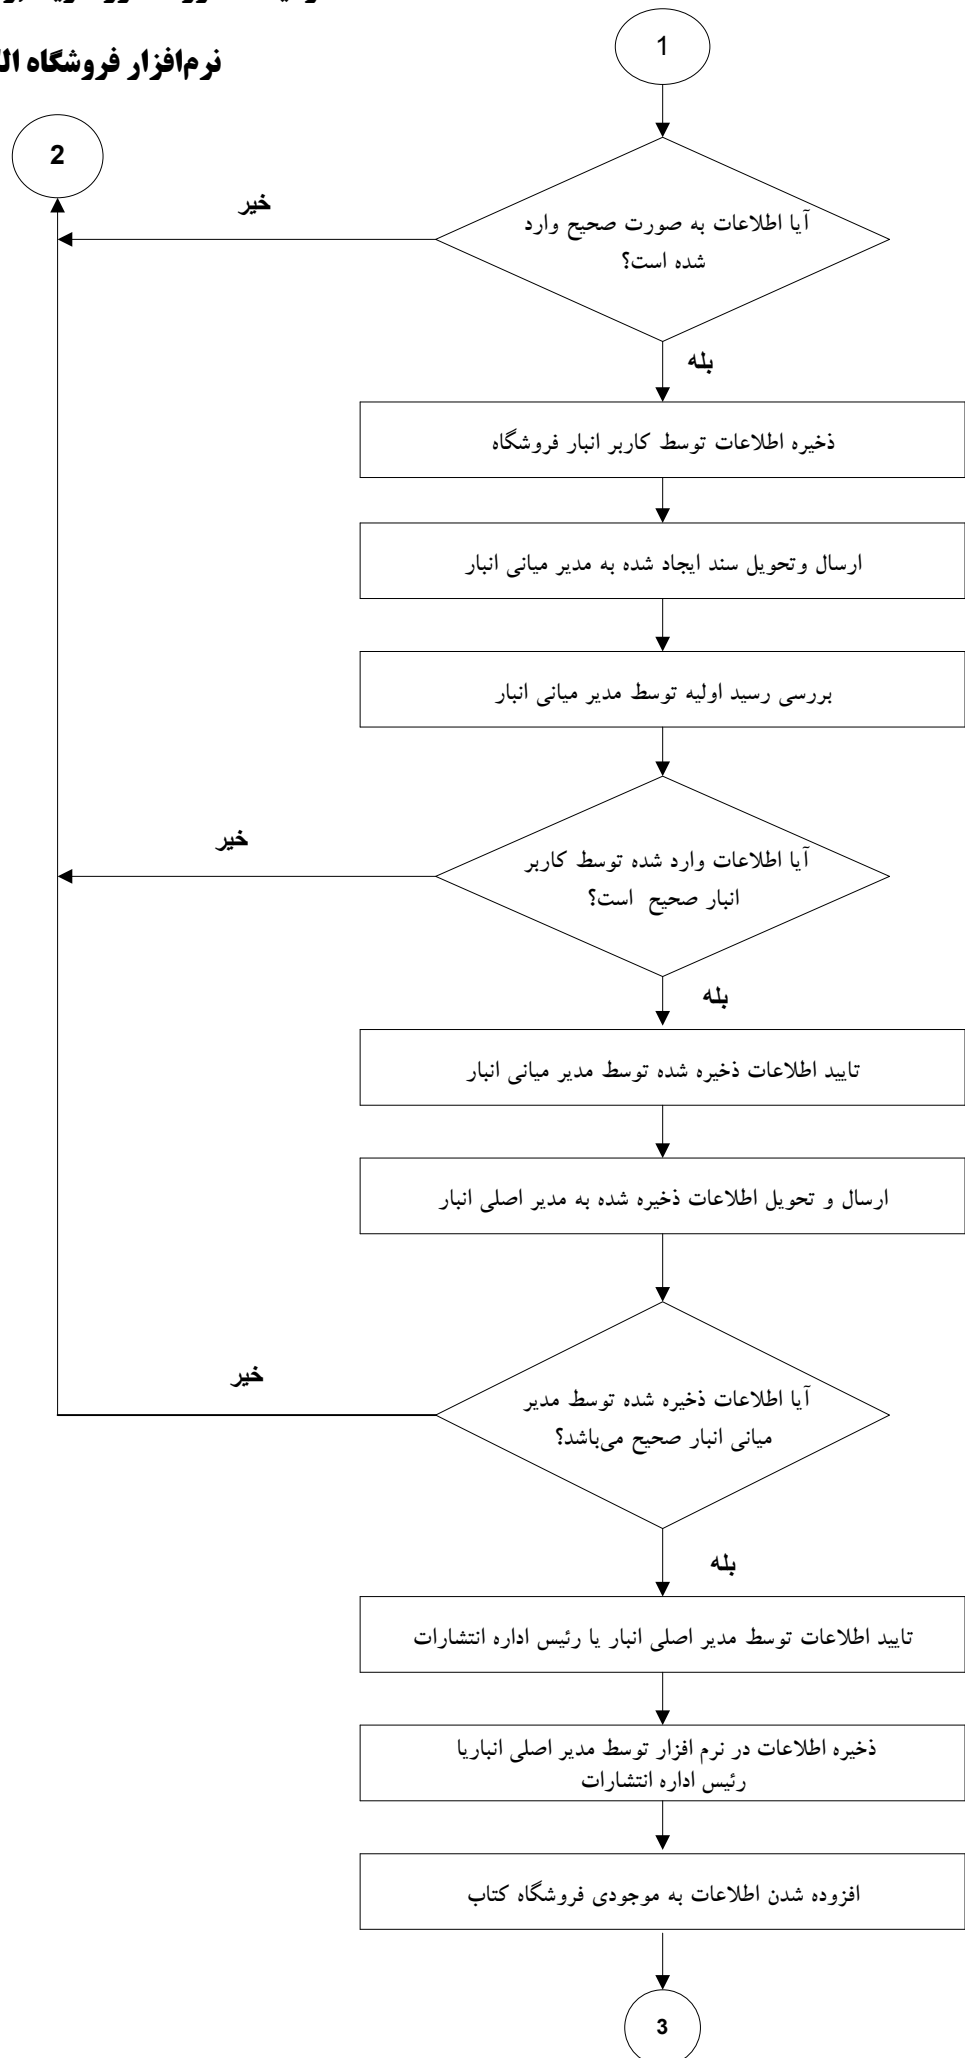 نرم‌افزار فروشگاه
1
2
آیا اطلاعات به صورت صحیح وارد
شده است؟
خیر
بله
ذخیره اطلاعات توسط کاربر انبار فروشگاه
ارسال وتحویل سند ایجاد شده به مدیر میانی انبار
بررسی رسید اولیه توسط مدیر میانی انبار
آیا اطلاعات وارد شده توسط کاربر
انبار صحیح است؟
خیر
بله
تایید اطلاعات ذخیره شده توسط مدیر میانی انبار
ارسال و تحویل اطلاعات ذخیره شده به مدیر اصلی انبار
آیا اطلاعات ذخیره شده توسط مدیر
میانی انبار صحیح می‌باشد؟
خیر
بله
تایید اطلاعات توسط مدیر اصلی انبار یا رئیس اداره انتشارات
ذخیره اطلاعات در نرم افزار توسط مدیر اصلی انباریا
رئیس اداره انتشارات
افزوده شدن اطلاعات به موجودی فروشگاه کتاب
3